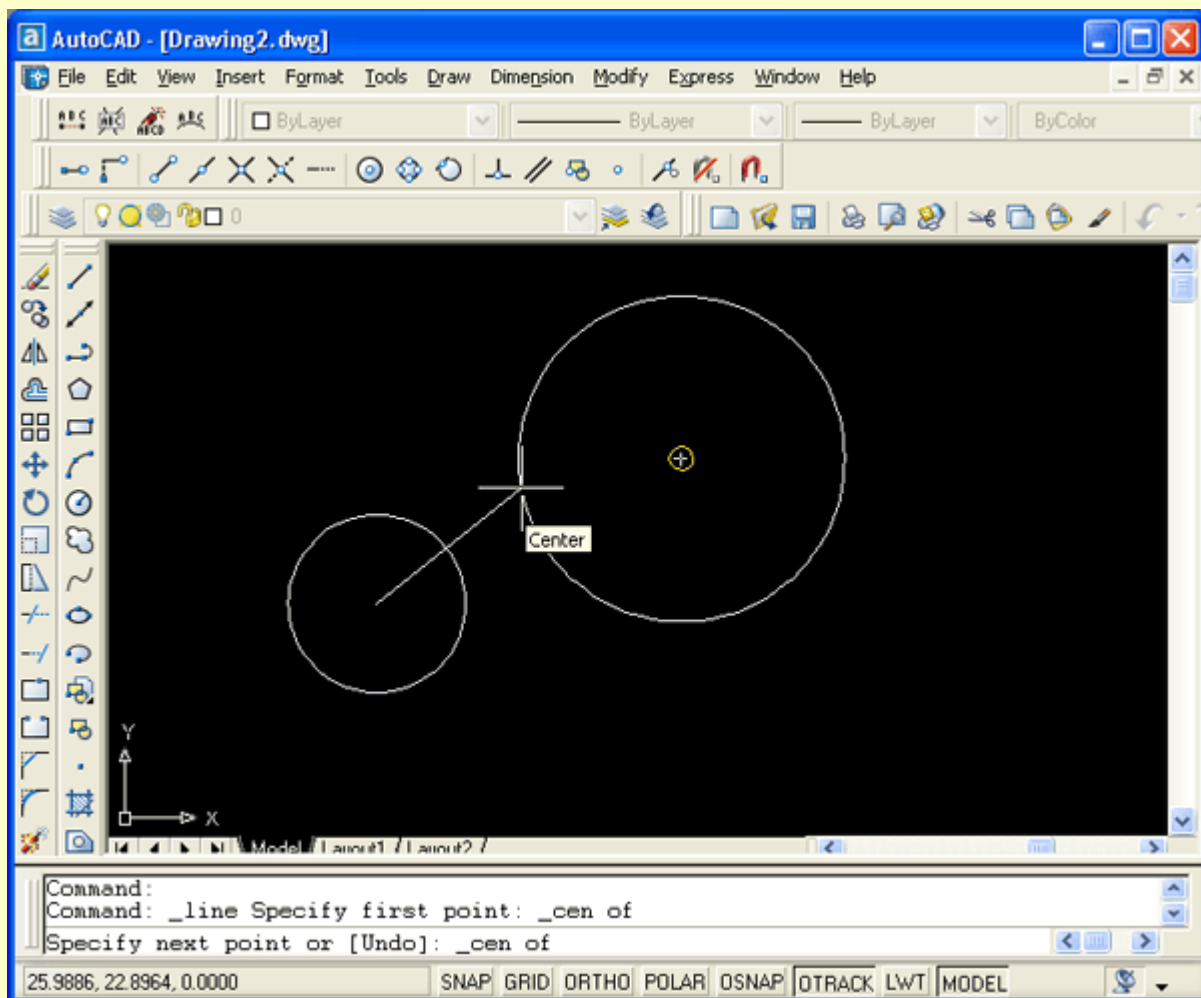 AutoCAD - [Drawing2.dwg]
File Edit View Insert Format Tools Draw Dimension Modify Express Window Help
ByLayer ByLayer ByLayer ByColor
0
Center
Y
X
Model Layout1 Layout2
Command:
Command: _line Specify first point: _cen of
Specify next point or [Undo]: _cen of
25.9886, 22.8964, 0.0000 SNAP GRID ORTHO POLAR OSNAP OTRACK LWT MODEL